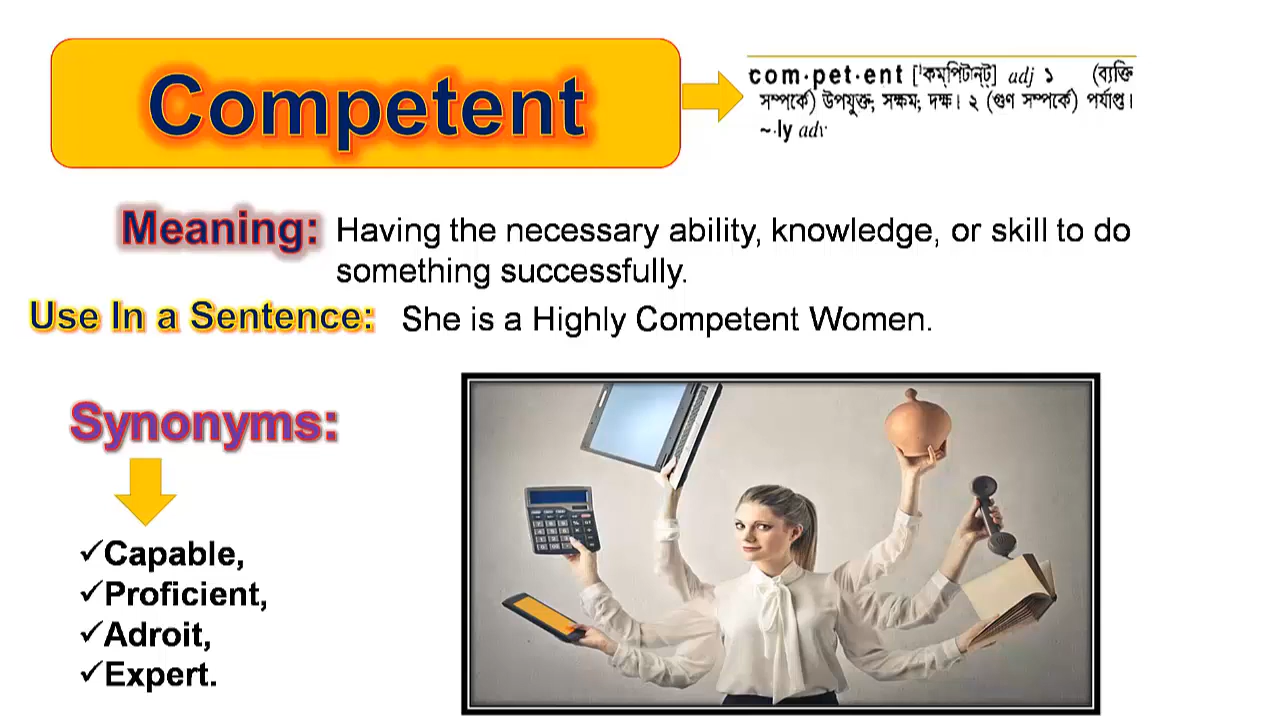 Competent
com·pet·ent [ˈকম্‌পিটান্‌ট্] adj ১ (ব্যক্তি
সম্পর্কে) উপযুক্ত; সক্ষম; দক্ষ। ২ (গুণ সম্পর্কে) পর্যাপ্ত।
~·ly adv
Meaning: Having the necessary ability, knowledge, or skill to do
something successfully.
Use In a Sentence: She is a Highly Competent Women.
Synonyms:
✓Capable,
✓Proficient,
✓Adroit,
✓Expert.